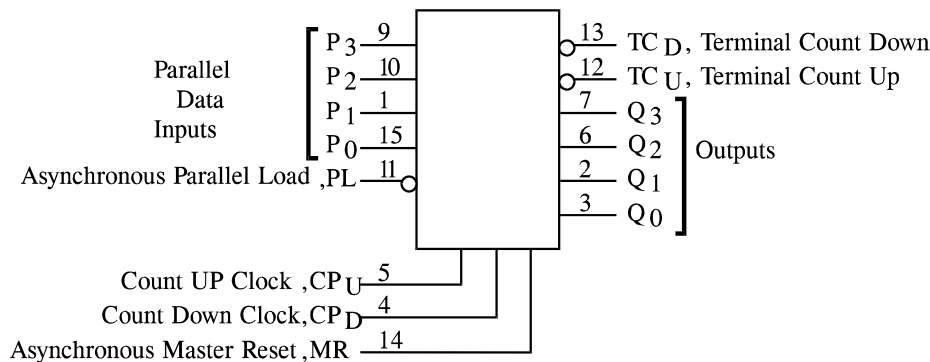 Parallel
Data
Inputs
P3 9
P2 10
P1 1
P0 15
Asynchronous Parallel Load ,PL 11
13 TC D, Terminal Count Down
12 TC U, Terminal Count Up
7 Q3
6 Q2
2 Q1
3 Q0
Outputs
Count UP Clock ,CPU 5
Count Down Clock,CPD 4
Asynchronous Master Reset ,MR 14